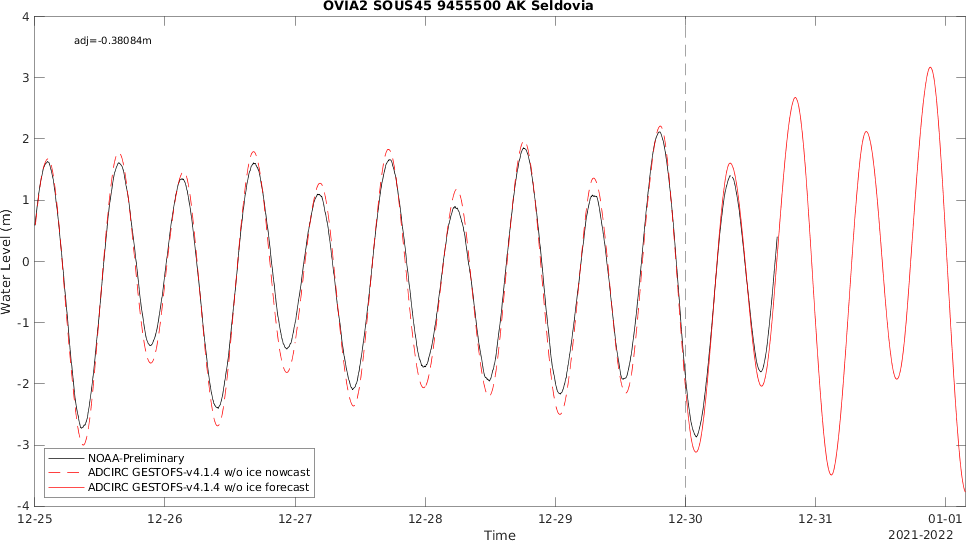 OVIA2 SOUS45 9455500 AK Seldovia
adj=-0.38084m
4
3
2
1
0
-1
-2
-3
-4
Water Level (m)
NOAA-Preliminary
ADCIRC GESTOFS-v4.1.4 w/o ice nowcast
ADCIRC GESTOFS-v4.1.4 w/o ice forecast
12-25 12-26 12-27 12-28 12-29 12-30 12-31 01-01
Time
2021-2022